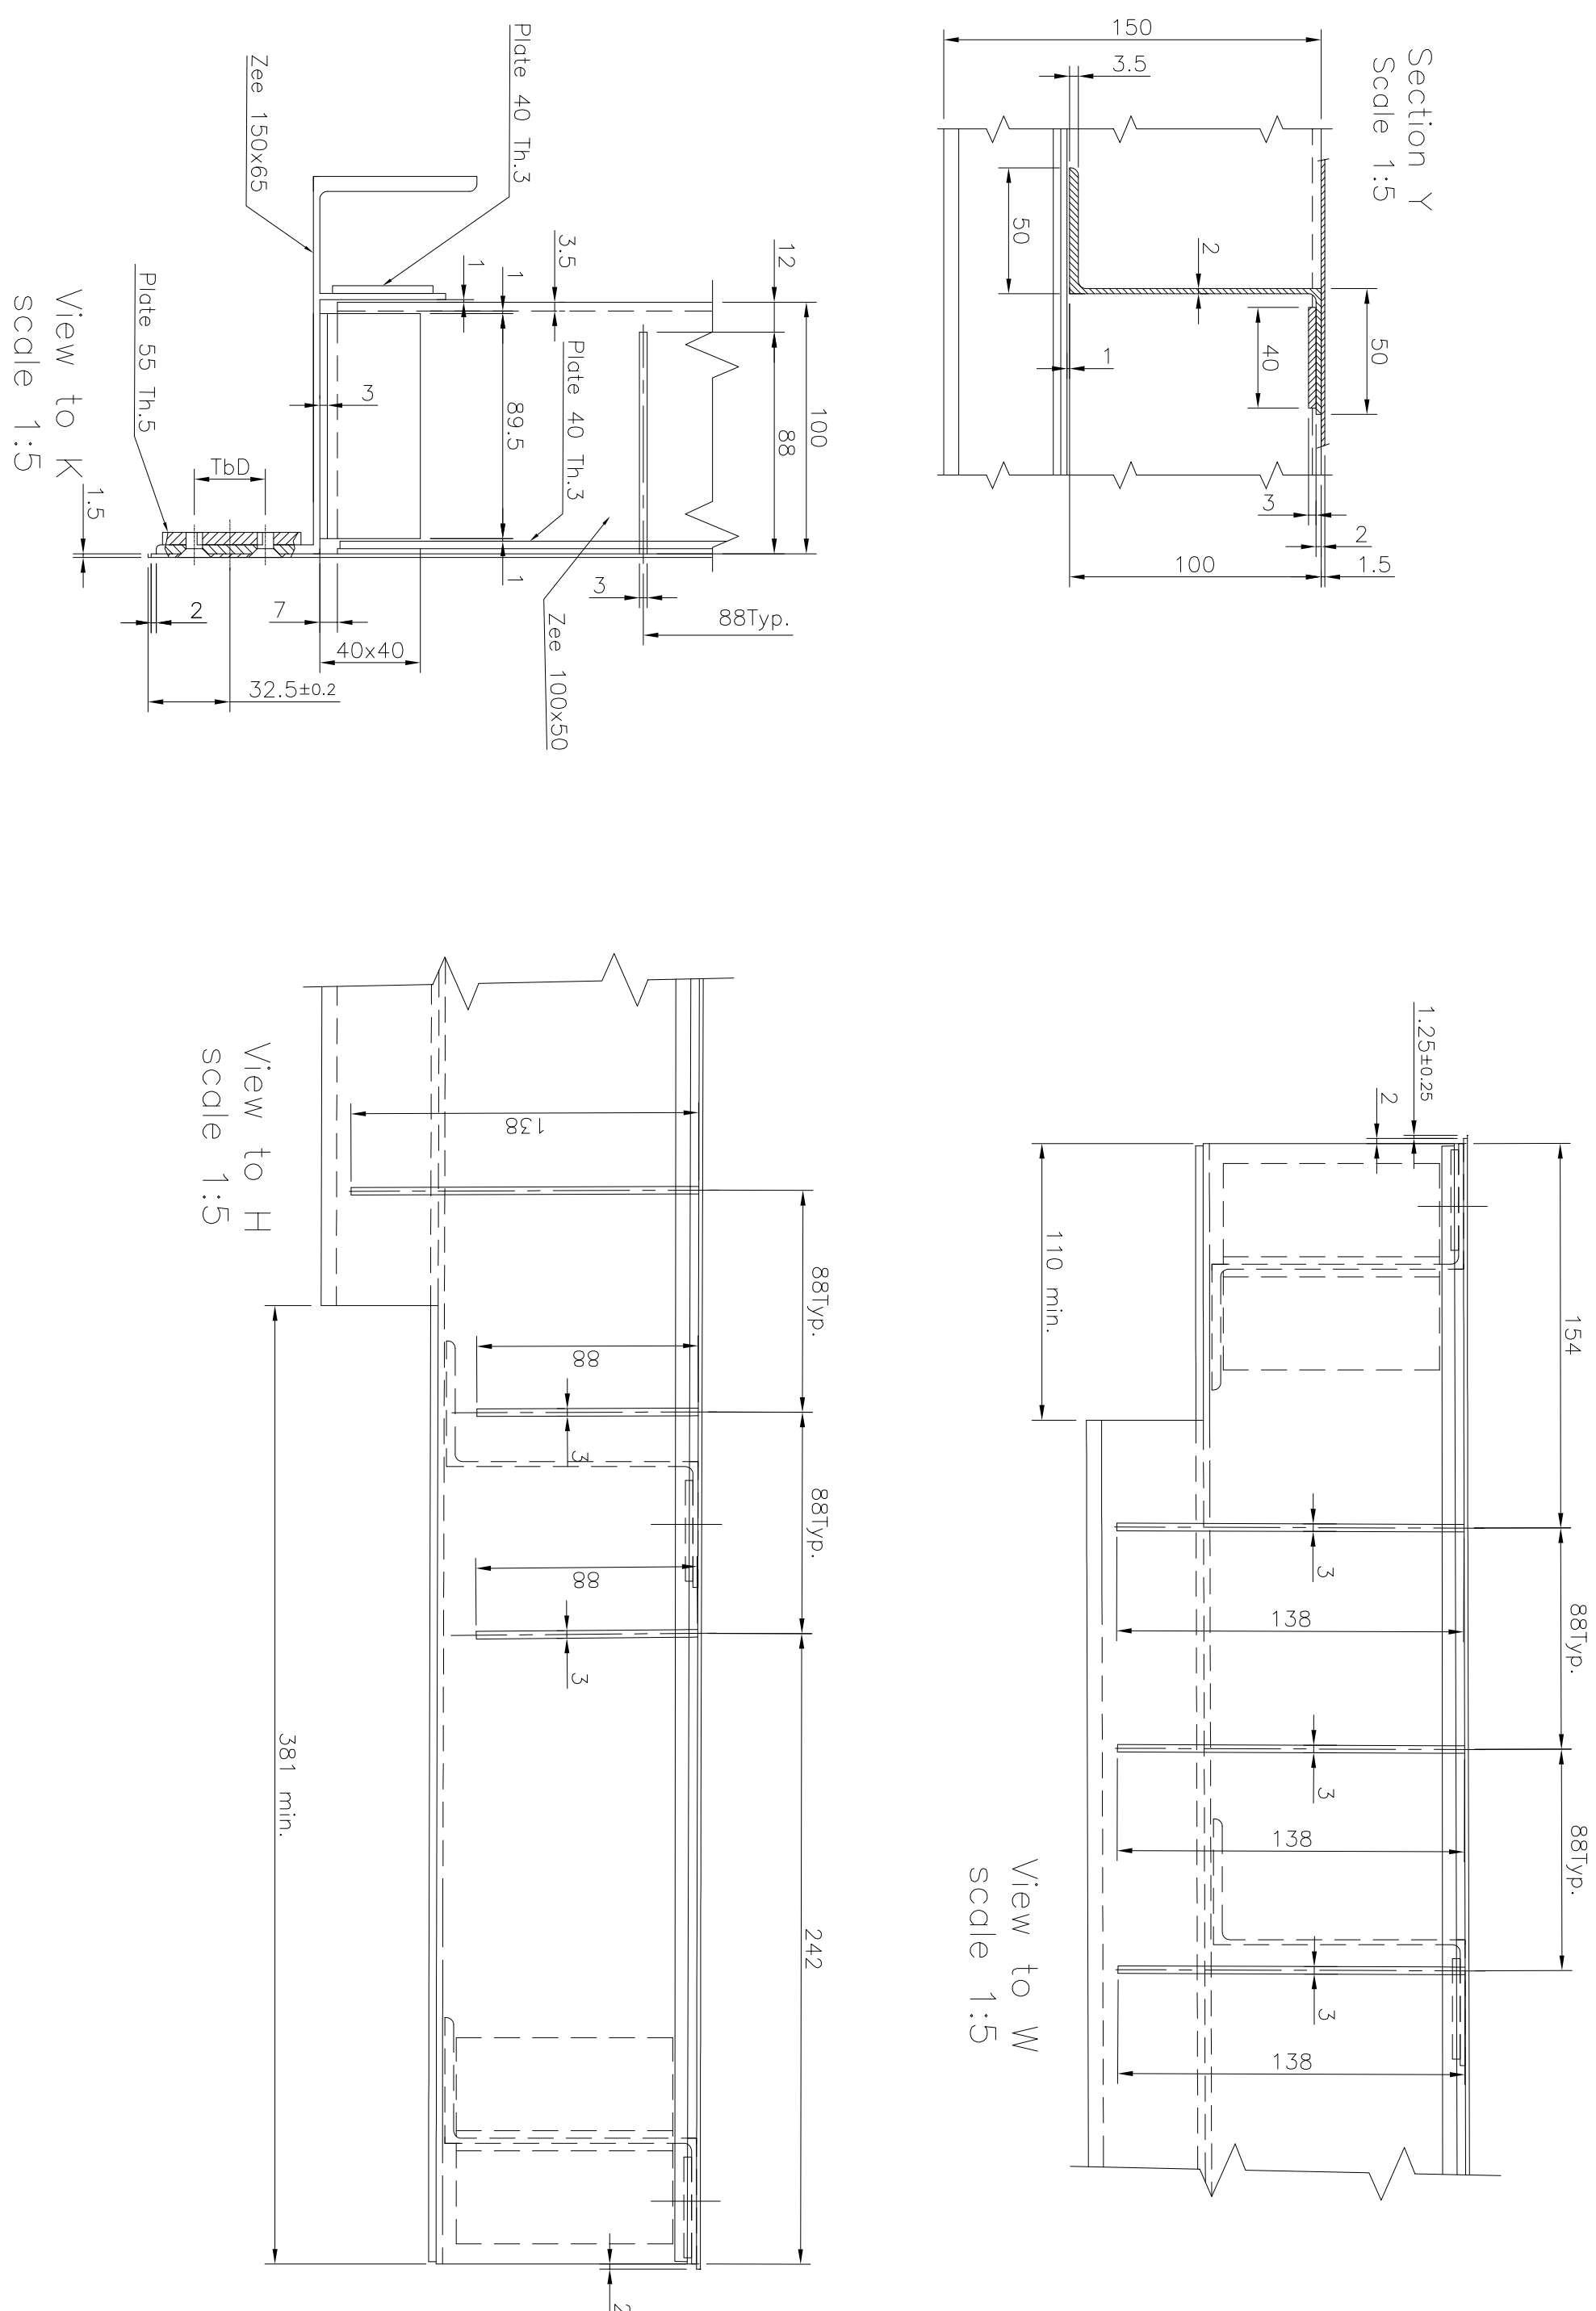 Section Y
Scale 1:5
150
3.5
50
2
50
40
1
3
2
100
1.5
Plate 40 Th.3
Zee 150x65
Plate 55 Th.5
View to K
scale 1:5
12
3.5
1
1
100
88
Plate 40 Th.3
89.5
3
TbD
1.5
1
3
88Typ.
2
7
40x40
32.5±0.2
Zee 100x50
View to H
scale 1:5
138
88Typ.
88
3
88Typ.
88
3
242
381 min.
2
1.25±0.25
2
154
110 min.
3
88Typ.
138
3
88Typ.
138
3
138
View to W
scale 1:5